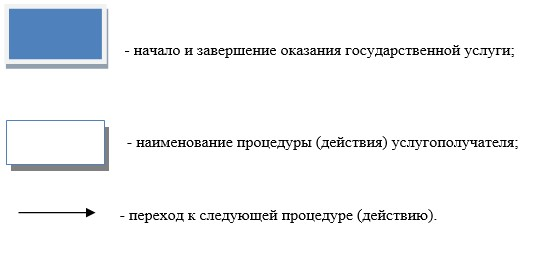 - начало и завершение оказания государственной услуги;
- наименование процедуры (действия) услугополучателя;
- переход к следующей процедуре (действию).